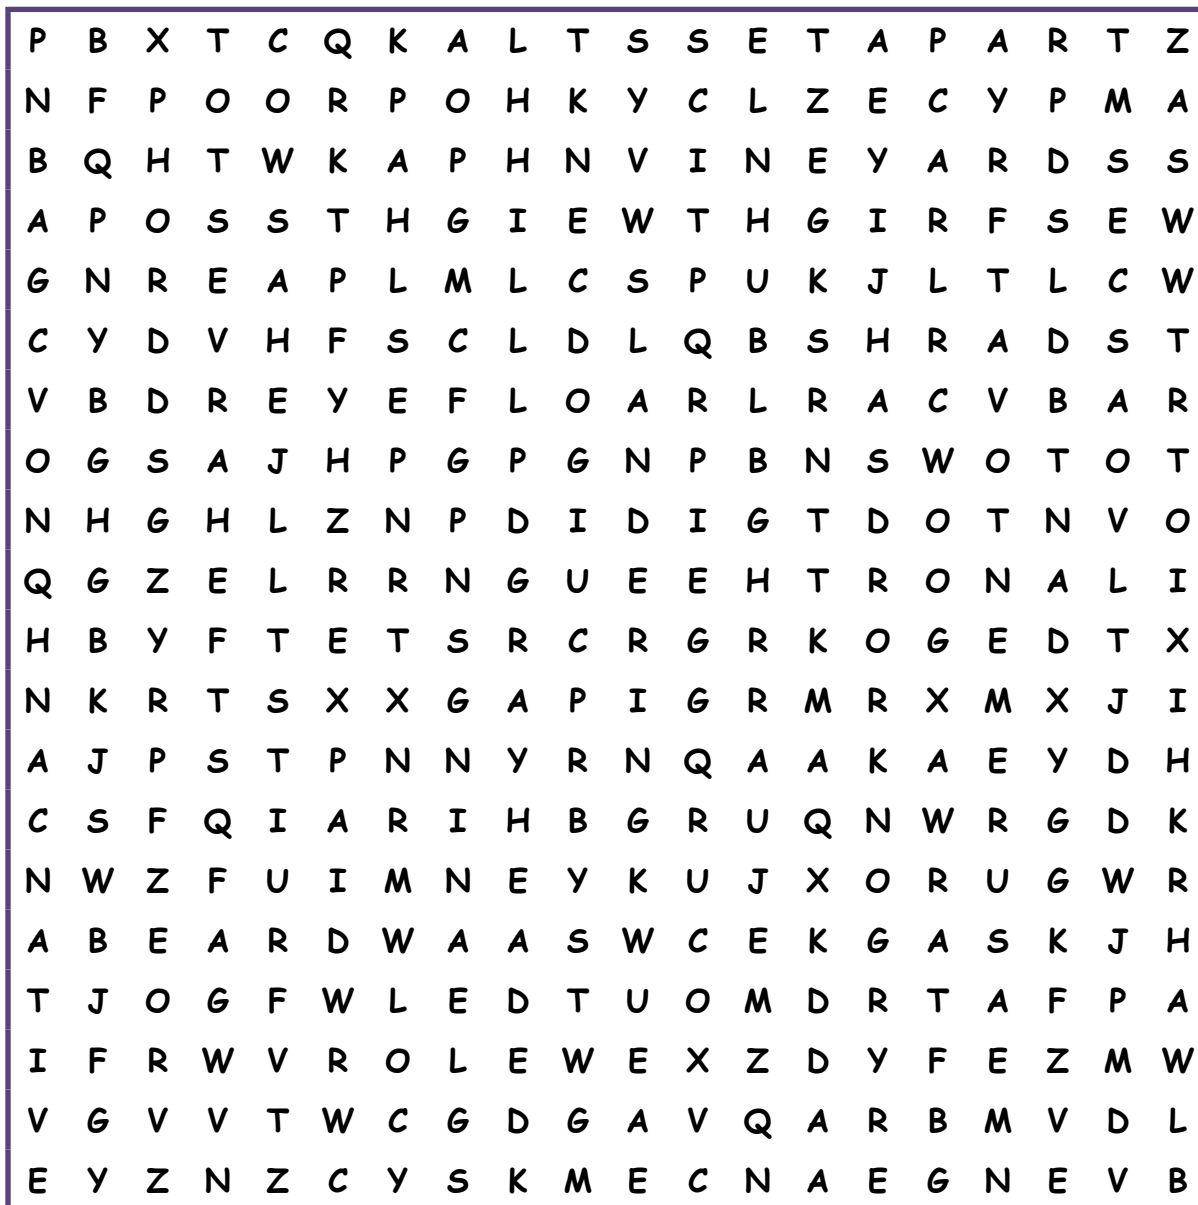 P B X T C Q K A L T S S E T A P A R T Z
N F P O O R P O H K Y C L Z E C Y P M A
B Q H T W K A P H N V I N E Y A R D S S
A P O S S T H G I E W T H G I R F S E W
G N R E A P L M L C S P U K J L T L C W
C Y D V H F S C L D L Q B S H R A D S T
V B D R E Y E F L O A R L R A C V B A R
O G S A J H P G P G N P B N S W O T O T
N H G H L Z N P D I D I G T D O T N V O
Q G Z E L R R N G U E E H T R O N A L I
H B Y F T E T S R C R G R K O G E D T X
N K R T S X X G A P I G R M R X M X J I
A J P S T P N N Y R N Q A A K A E Y D H
C S F Q I A R I H B G R U Q N W R G D K
N W Z F U I M N E Y K U J X O R U G W R
A B E A R D W A A S W C E K G A S K J H
T J O G F W L E D T U O M D R T A F P A
I F R W V R O L E W E X Z D Y F E Z M W
V G V V T W C G D G A V Q A R B M V D L
E Y Z N Z C Y S K M E C N A E G N E V B